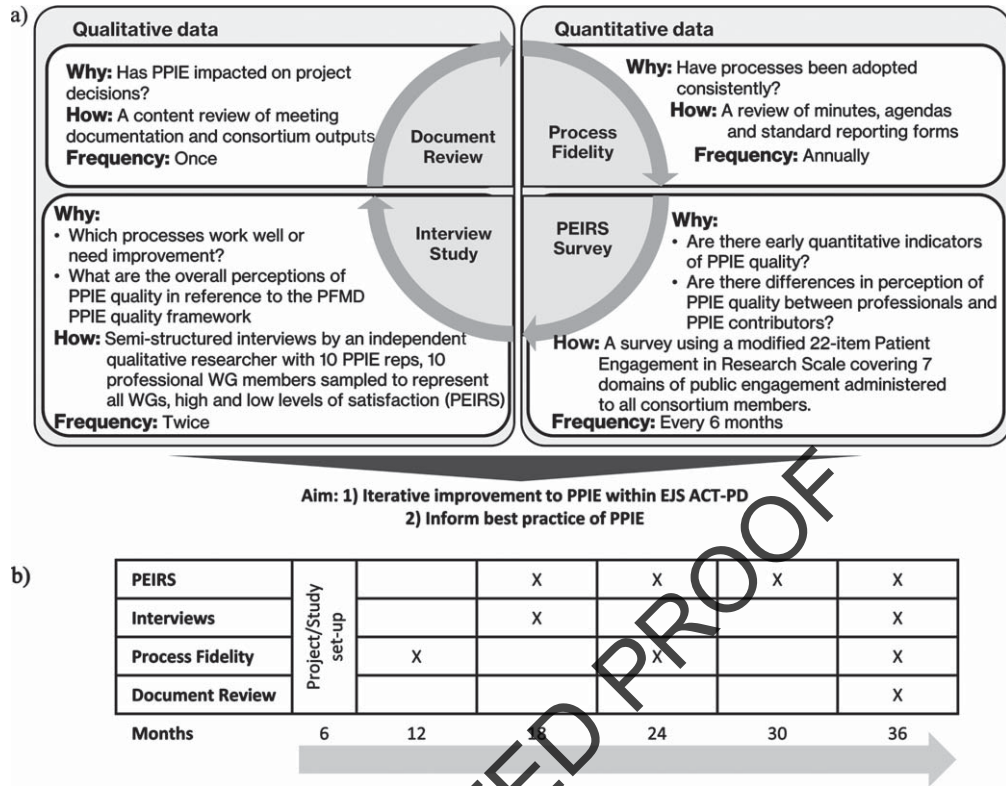 a)
Qualitative data
Why: Has PPIE impacted on project
decisions?
How: A content review of meeting
documentation and consortium outputs
Frequency: Once
Document
Review
Quantitative data
Why: Have processes been adopted
consistently?
How: A review of minutes, agendas
and standard reporting forms
Frequency: Annually
Process
Fidelity
Why:
• Which processes work well or
need improvement?
• What are the overall perceptions of
PPIE quality in reference to the PFMD
PPIE quality framework
How: Semi-structured interviews by an independent
qualitative researcher with 10 PPIE reps, 10
professional WG members sampled to represent
all WGs, high and low levels of satisfaction (PEIRS)
Frequency: Twice
Interview
Study
PEIRS
Survey
Why:
• Are there early quantitative indicators
of PPIE quality?
• Are there differences in perception of
PPIE quality between professionals and
PPIE contributors?
How: A survey using a modified 22-item Patient
Engagement in Research Scale covering 7
domains of public engagement administered
to all consortium members.
Frequency: Every 6 months
Aim: 1) Iterative improvement to PPIE within EJS ACT-PD
2) Inform best practice of PPIE
b)
PEIRS X X X X
Interviews X X
Process Fidelity X X X
Document Review X
Project/Study
set-up
Months 6 12 18 24 30 36
PROOF